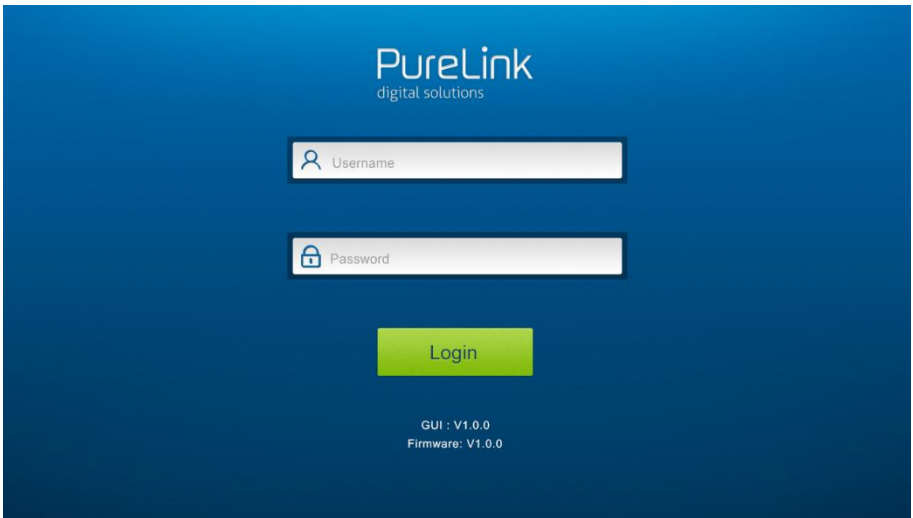 PureLink
digital solutions
Username
Password
Login
GUI : V1.0.0
Firmware: V1.0.0